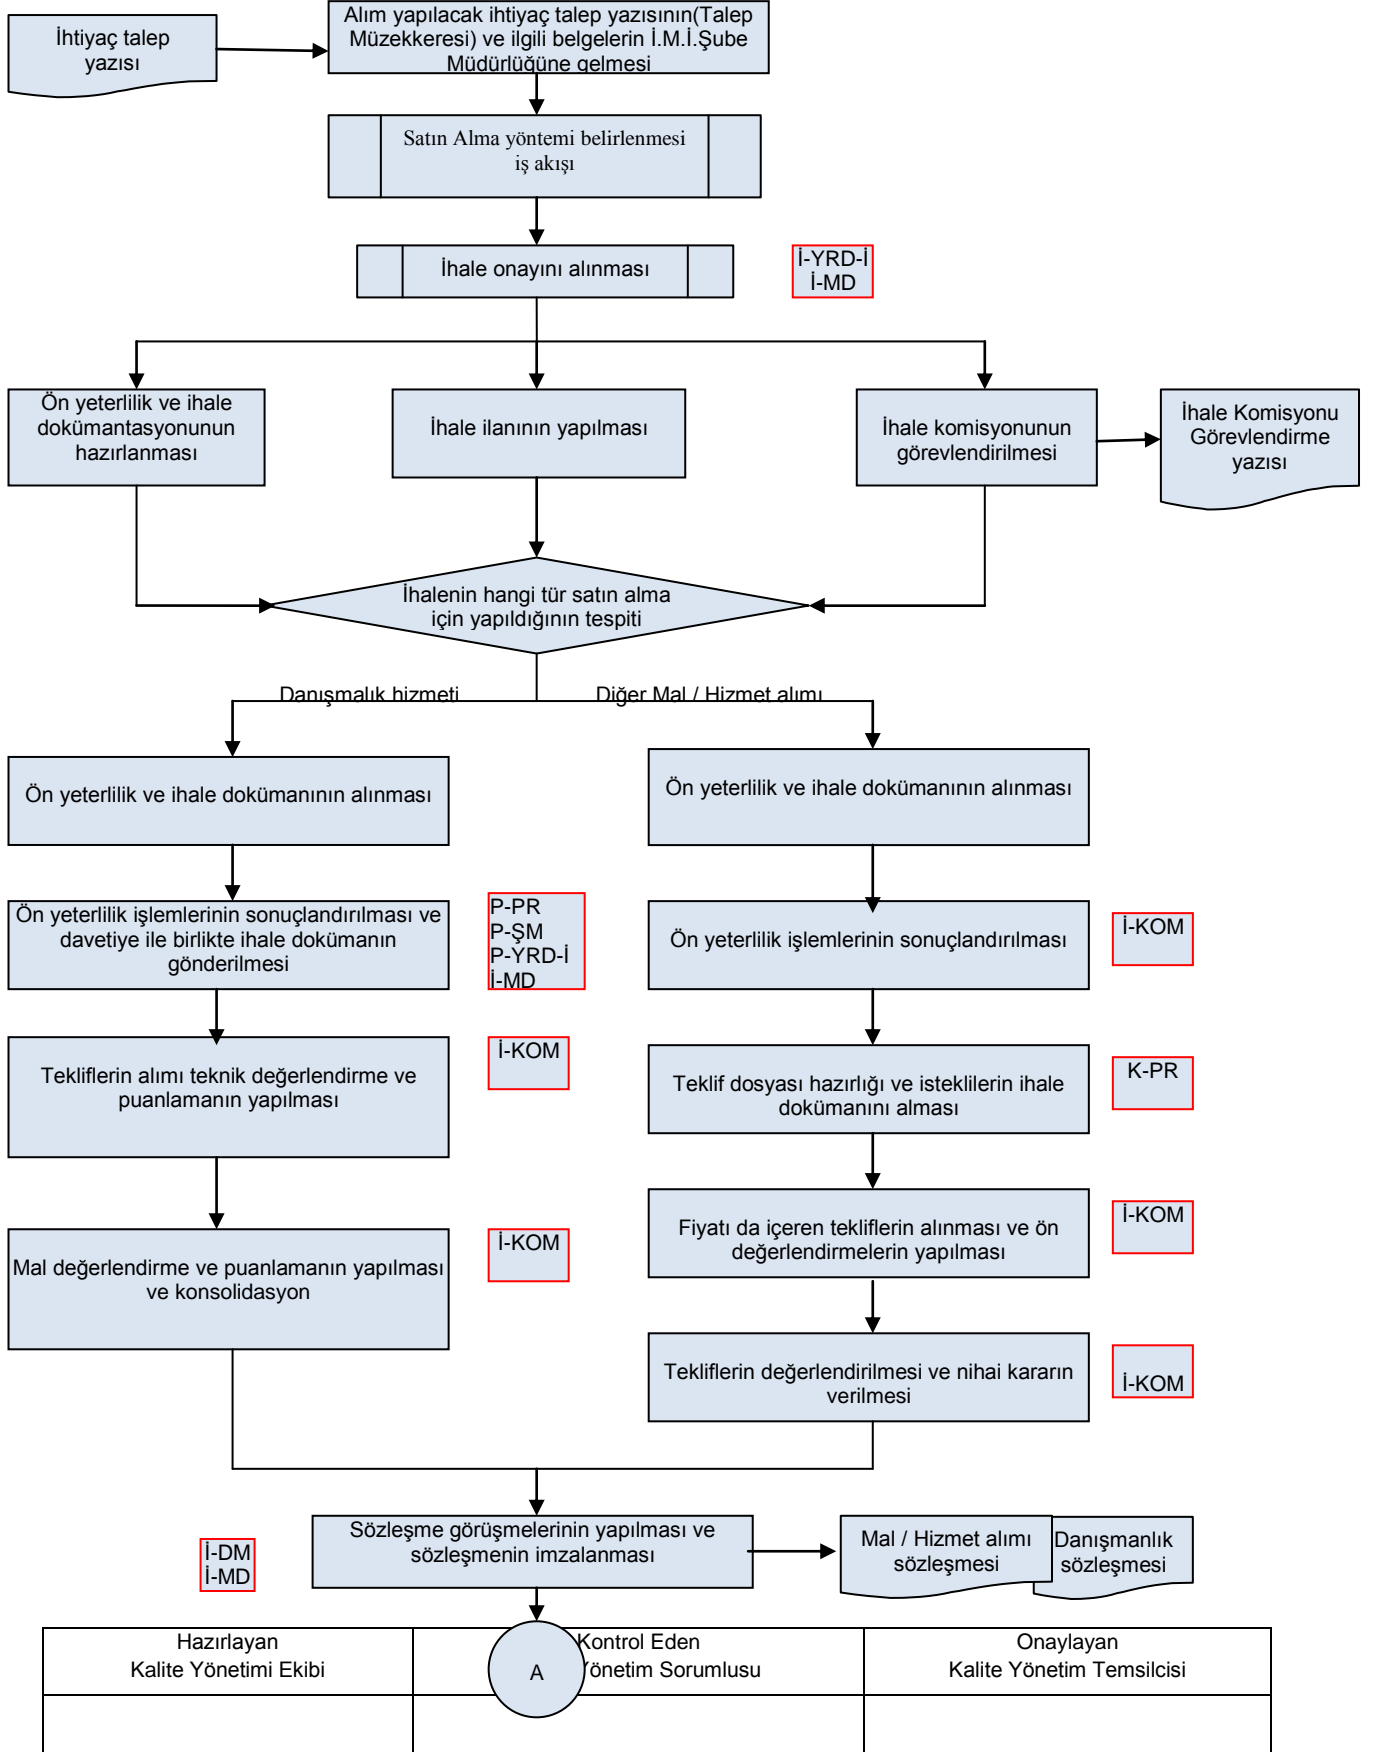 İhtiyaç talep
yazısı
Alım yapılacak ihtiyaç talep yazısının(Talep
Müzekkeresi) ve ilgili belgelerin İ.M.İ.Şube
Müdürlüğüne gelmesi
Satın Alma yöntemi belirlenmesi
iş akışı
İhale onayını alınması
İ-YRD-İ
İ-MD
Ön yeterlilik ve ihale
dokümantasyonunun
hazırlanması
İhale ilanının yapılması
İhale komisyonunun
görevlendirilmesi
İhale Komisyonu
Görevlendirme
yazısı
İhalenin hangi tür satın alma
için yapıldığının tespiti
Danışmalık hizmeti
Diğer Mal / Hizmet alımı
Ön yeterlilik ve ihale dokümanının alınması
Ön yeterlilik ve ihale dokümanının alınması
Ön yeterlilik işlemlerinin sonuçlandırılması ve
davetiye ile birlikte ihale dokümanın
gönderilmesi
P-PR
P-ŞM
P-YRD-İ
İ-MD
Ön yeterlilik işlemlerinin sonuçlandırılması
İ-KOM
Tekliflerin alımı teknik değerlendirme ve
puanlamanın yapılması
İ-KOM
Teklif dosyası hazırlığı ve isteklilerin ihale
dokümanını alması
K-PR
Mal değerlendirme ve puanlamanın yapılması
ve konsolidasyon
İ-KOM
Fiyatı da içeren tekliflerin alınması ve ön
değerlendirmelerin yapılması
İ-KOM
Tekliflerin değerlendirilmesi ve nihai kararın
verilmesi
İ-KOM
İ-DM
İ-MD
Sözleşme görüşmelerinin yapılması ve
sözleşmenin imzalanması
Mal / Hizmet alımı
sözleşmesi
Danışmanlık
sözleşmesi
Hazırlayan
Kalite Yönetimi Ekibi
A
Kontrol Eden
Yönetim Sorumlusu
Onaylayan
Kalite Yönetim Temsilcisi